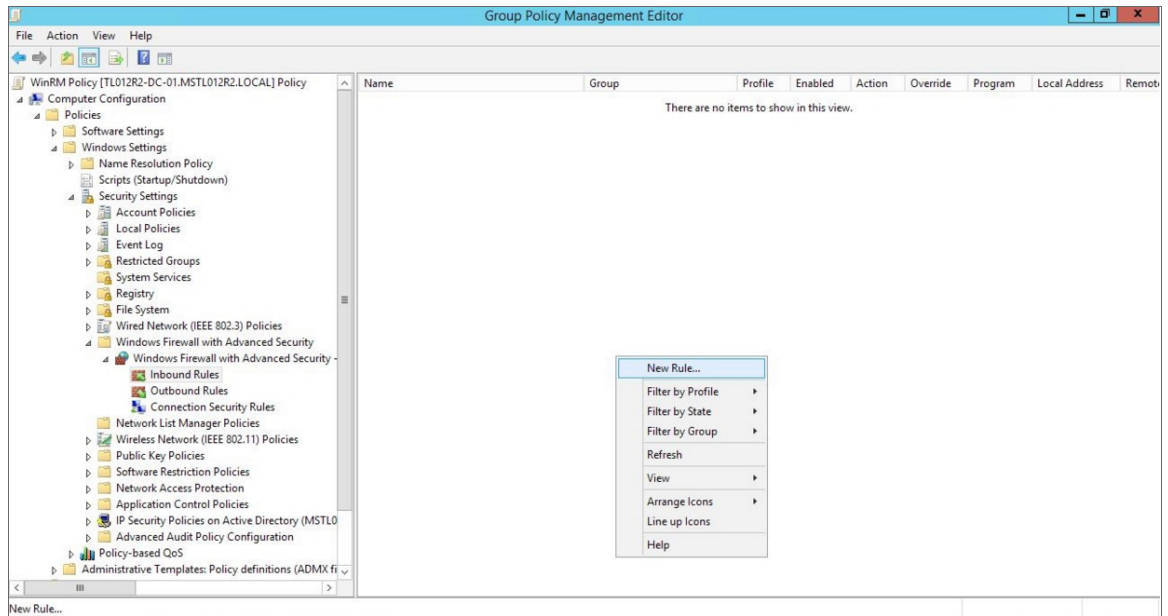 Group Policy Management Editor
File Action View Help
WinRM Policy [TL012R2-DC-01.MSTL012R2.LOCAL] Policy
Computer Configuration
Policies
Software Settings
Windows Settings
Name Resolution Policy
Scripts (Startup/Shutdown)
Security Settings
Account Policies
Local Policies
Event Log
Restricted Groups
System Services
Registry
File System
Wired Network (IEEE 802.3) Policies
Windows Firewall with Advanced Security
Windows Firewall with Advanced Security -
Inbound Rules
Outbound Rules
Connection Security Rules
Network List Manager Policies
Wireless Network (IEEE 802.11) Policies
Public Key Policies
Software Restriction Policies
Network Access Protection
Application Control Policies
IP Security Policies on Active Directory (MSTL0
Advanced Audit Policy Configuration
Policy-based QoS
Administrative Templates: Policy definitions (ADMX fi
Name Group Profile Enabled Action Override Program Local Address Remot
There are no items to show in this view.
New Rule...
Filter by Profile
Filter by State
Filter by Group
Refresh
View
Arrange Icons
Line up Icons
Help
New Rule...